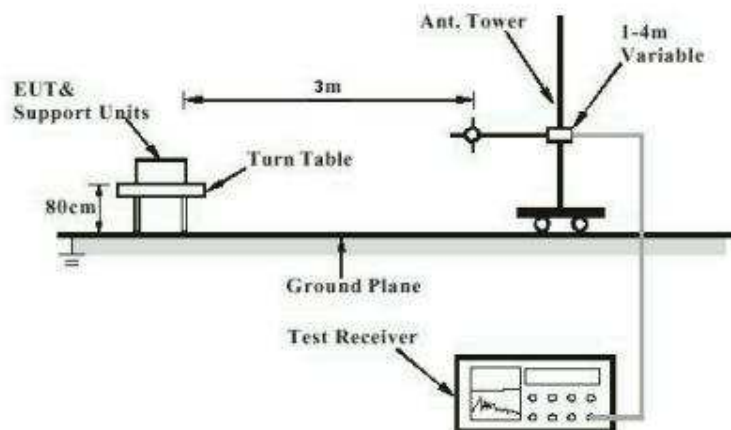 Ant. Tower
1-4m
Variable
EUT&
Support Units
3m
Turn Table
80cm
Ground Plane
Test Receiver